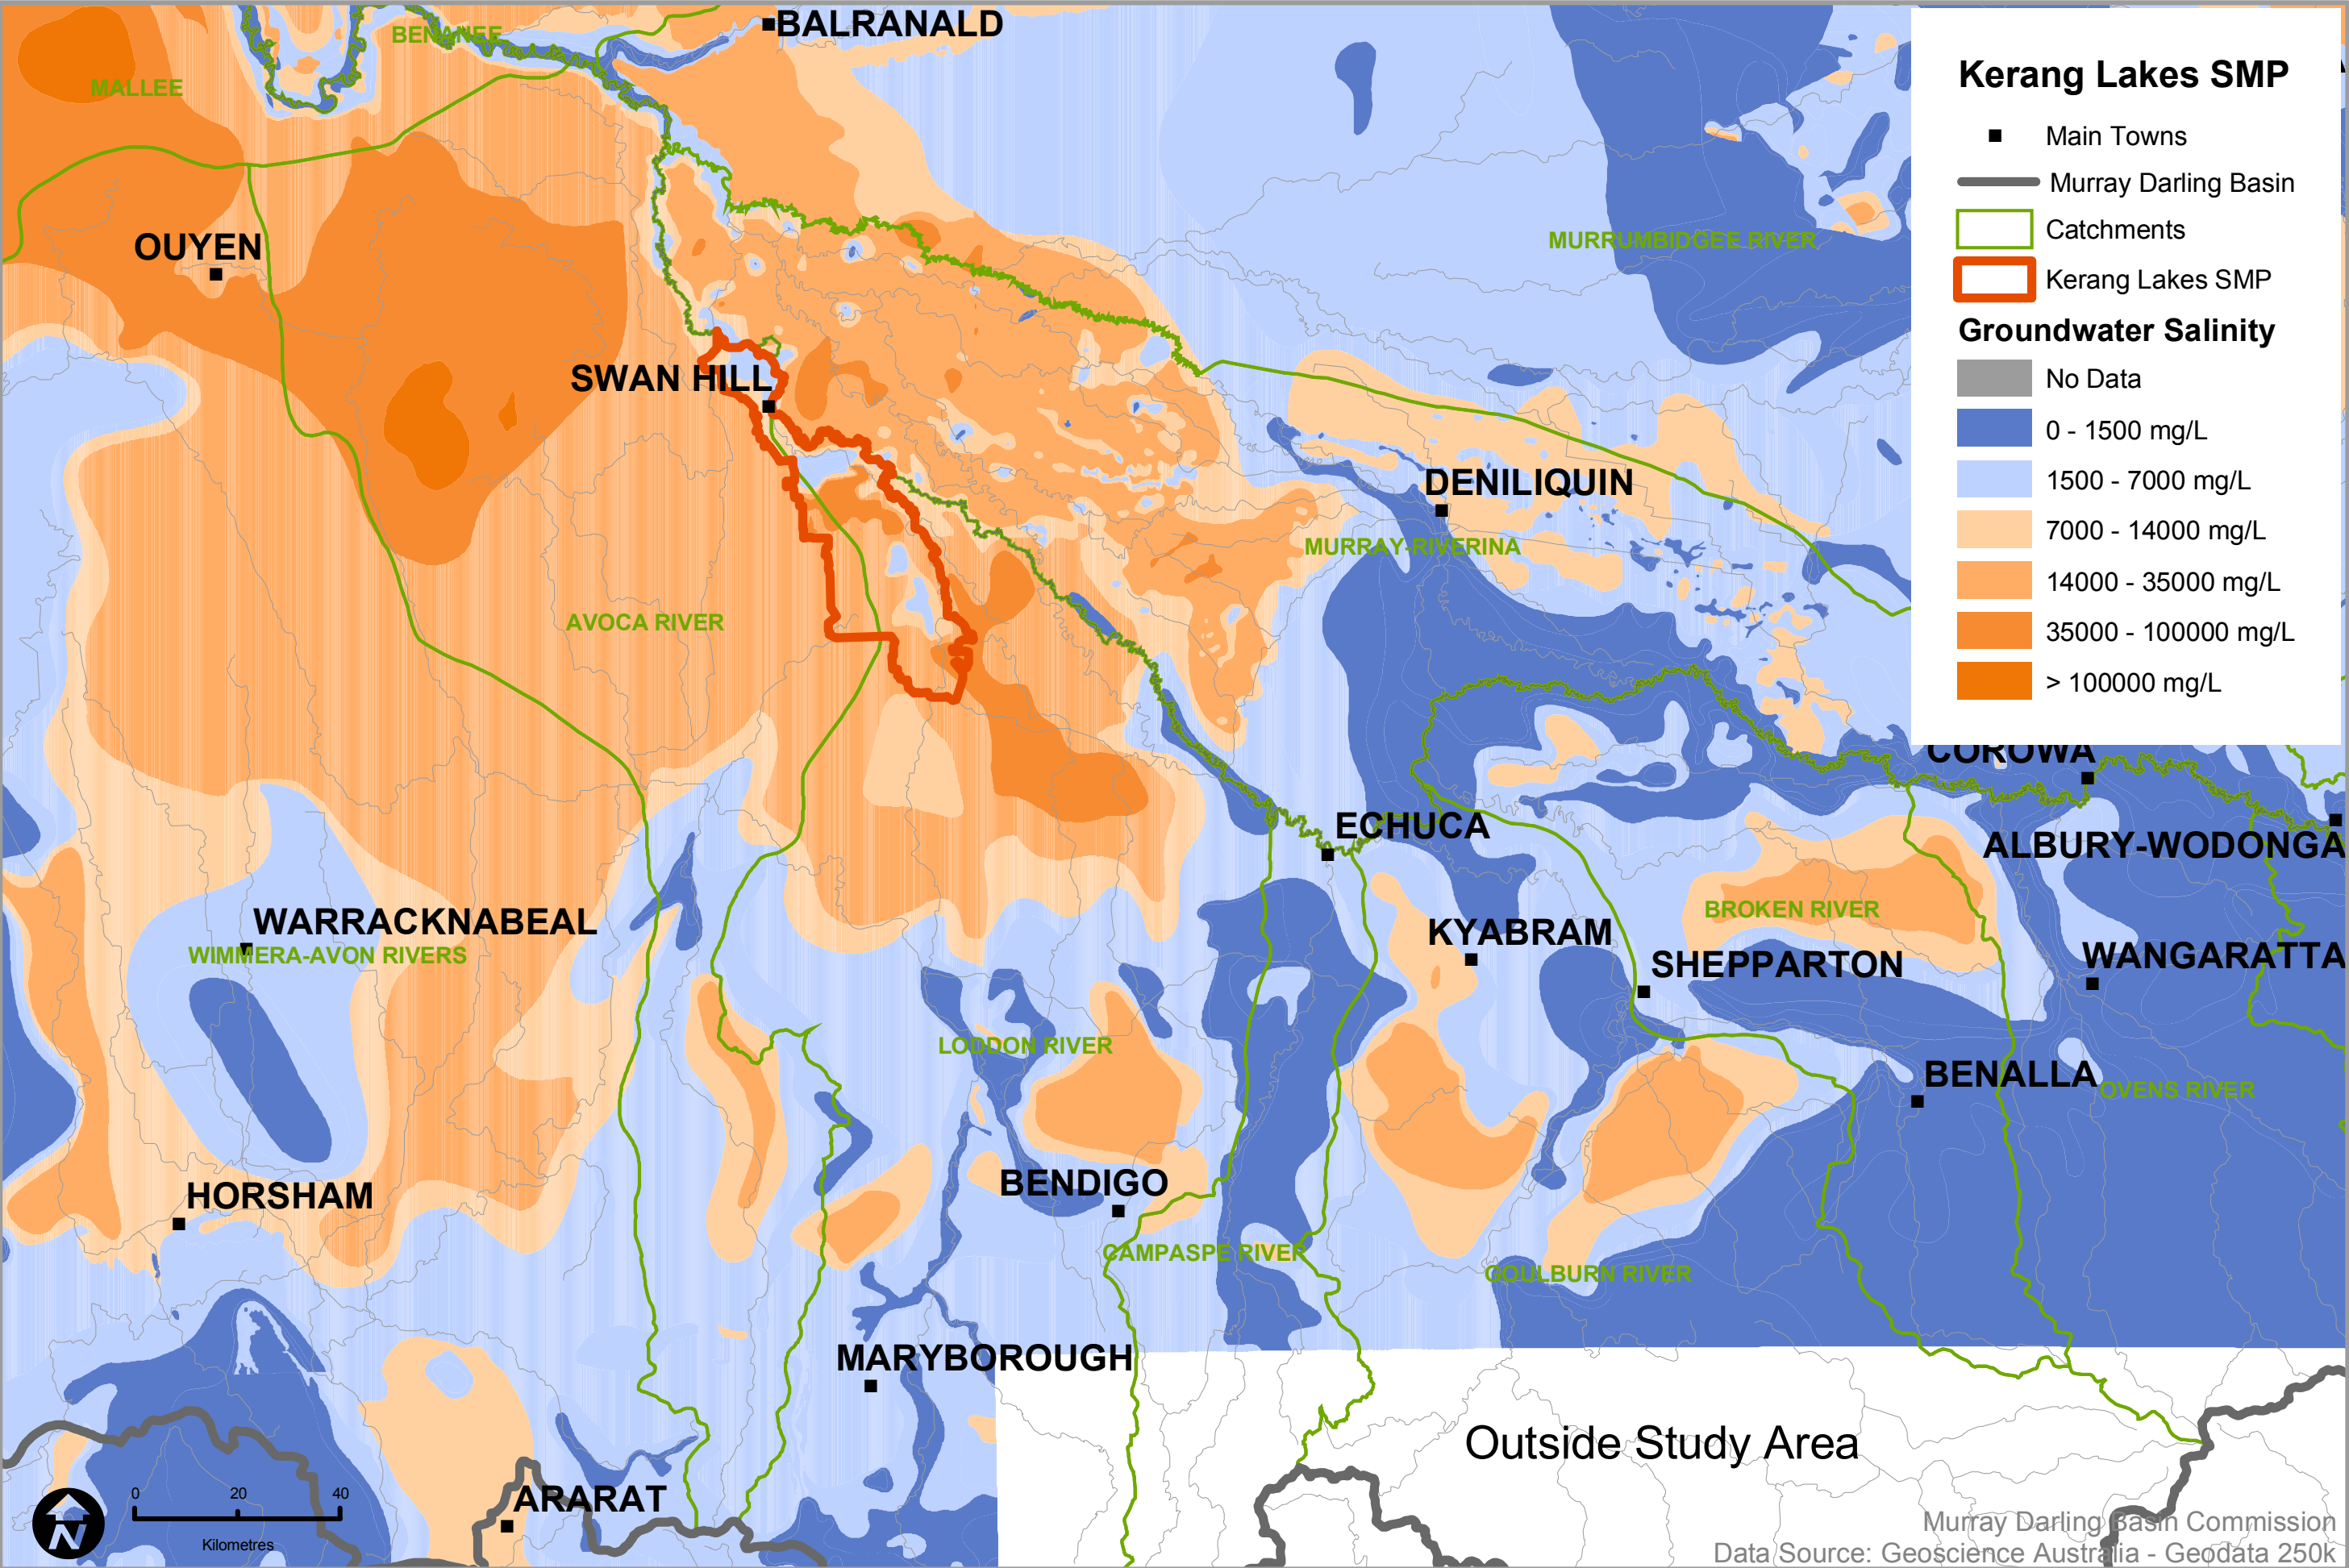 BALRANALD
BENANEE
MALLEE
OUYEN
MURRUMBIDGEE RIVER
SWAN HILL
DENILIQUIN
MURRAY-RIVERINA
AVOCA RIVER
COROWA
ECHUCA
ALBURY-WODONGA
BROKEN RIVER
WARRACKNABEAL
WIMMERA-AVON RIVERS
KYABRAM
SHEPPARTON
WANGARATTA
LODDON RIVER
BENALLA
OVENS RIVER
HORSHAM
BENDIGO
CAMPASPE RIVER
GOULBURN RIVER
MARYBOROUGH
ARARAT
Outside Study Area
Kerang Lakes SMP
Main Towns
Murray Darling Basin
Catchments
Kerang Lakes SMP
Groundwater Salinity
No Data
0 - 1500 mg/L
1500 - 7000 mg/L
7000 - 14000 mg/L
14000 - 35000 mg/L
35000 - 100000 mg/L
> 100000 mg/L
N
0 20 40
Kilometres
Murray Darling Basin Commission
Data Source: Geoscience Australia - Geodata 250k